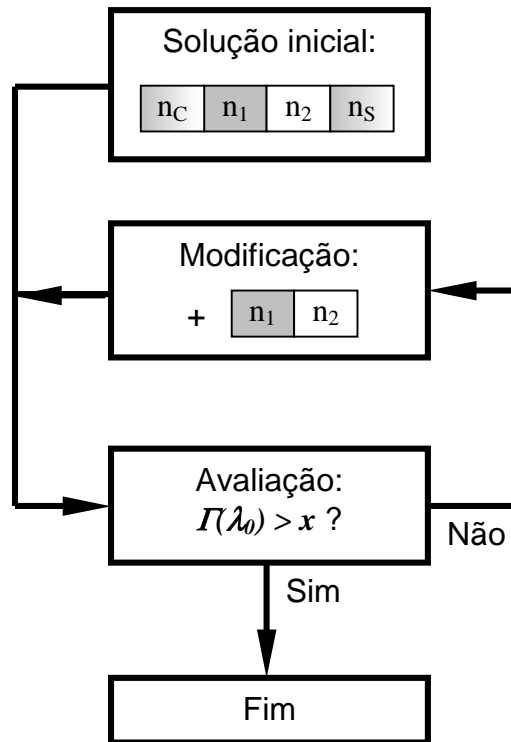 Solução inicial:
n_C n_1 n_2 n_S
Modificação:
+ n_1 n_2
Avaliação:
Γ(λ_0) > x ?
Não
Sim
Fim